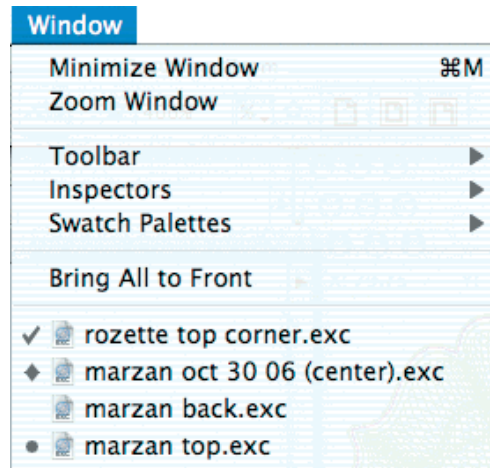 Window
Minimize Window ⌘M
Zoom Window
Toolbar
Inspectors
Swatch Palettes
Bring All to Front
rozette top corner.exc
marzan oct 30 06 (center).exc
marzan back.exc
marzan top.exc